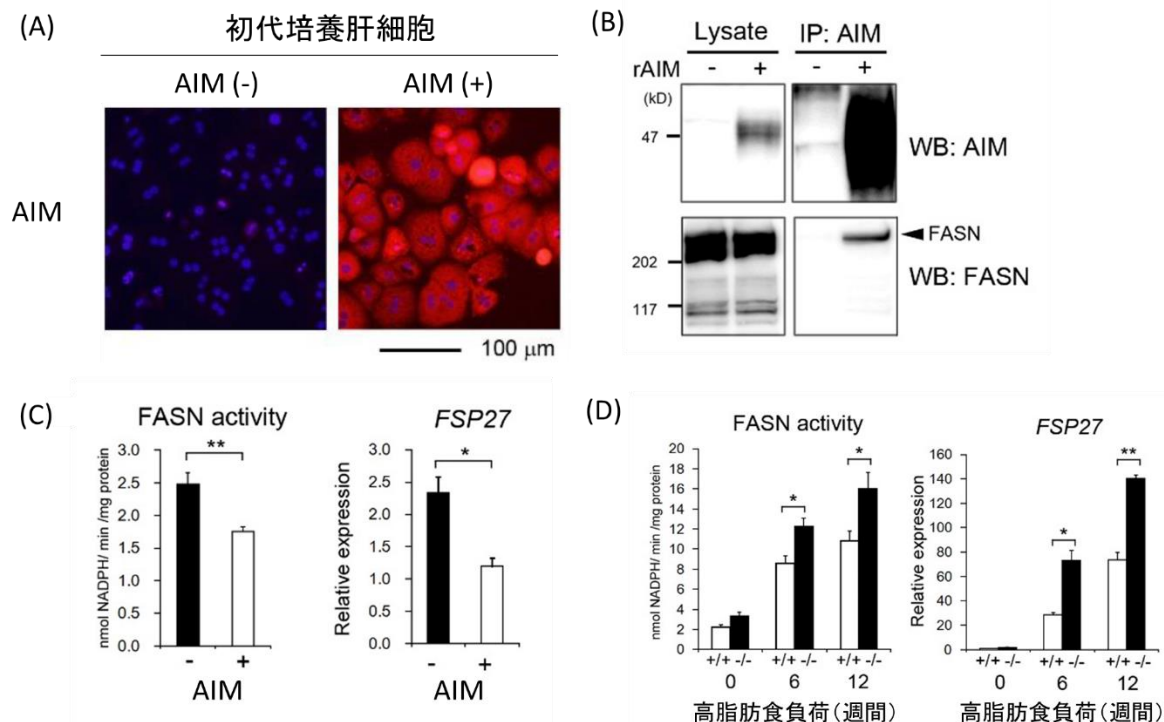 (A)
初代培養肝細胞
AIM (-)
AIM (+)
AIM
100 μm
(B)
Lysate
IP: AIM
rAIM
-
+
-
+
(kD)
47
WB: AIM
202
117
FASN
WB: FASN
(C)
FASN activity
**
nmol NADPH/ min /mg protein
3.0
2.5
2.0
1.5
1.0
0.5
0.0
-
+
AIM
FSP27
*
Relative expression
3.0
2.5
2.0
1.5
1.0
0.5
0.0
-
+
AIM
(D)
FASN activity
*
*
nmol NADPH/ min /mg protein
20
18
16
14
12
10
8
6
4
2
0
+/+ -/-
+/+ -/-
+/+ -/-
0
6
12
高脂肪食負荷(週間)
FSP27
*
**
Relative expression
160
140
120
100
80
60
40
20
0
+/+ -/-
+/+ -/-
+/+ -/-
0
6
12
高脂肪食負荷(週間)